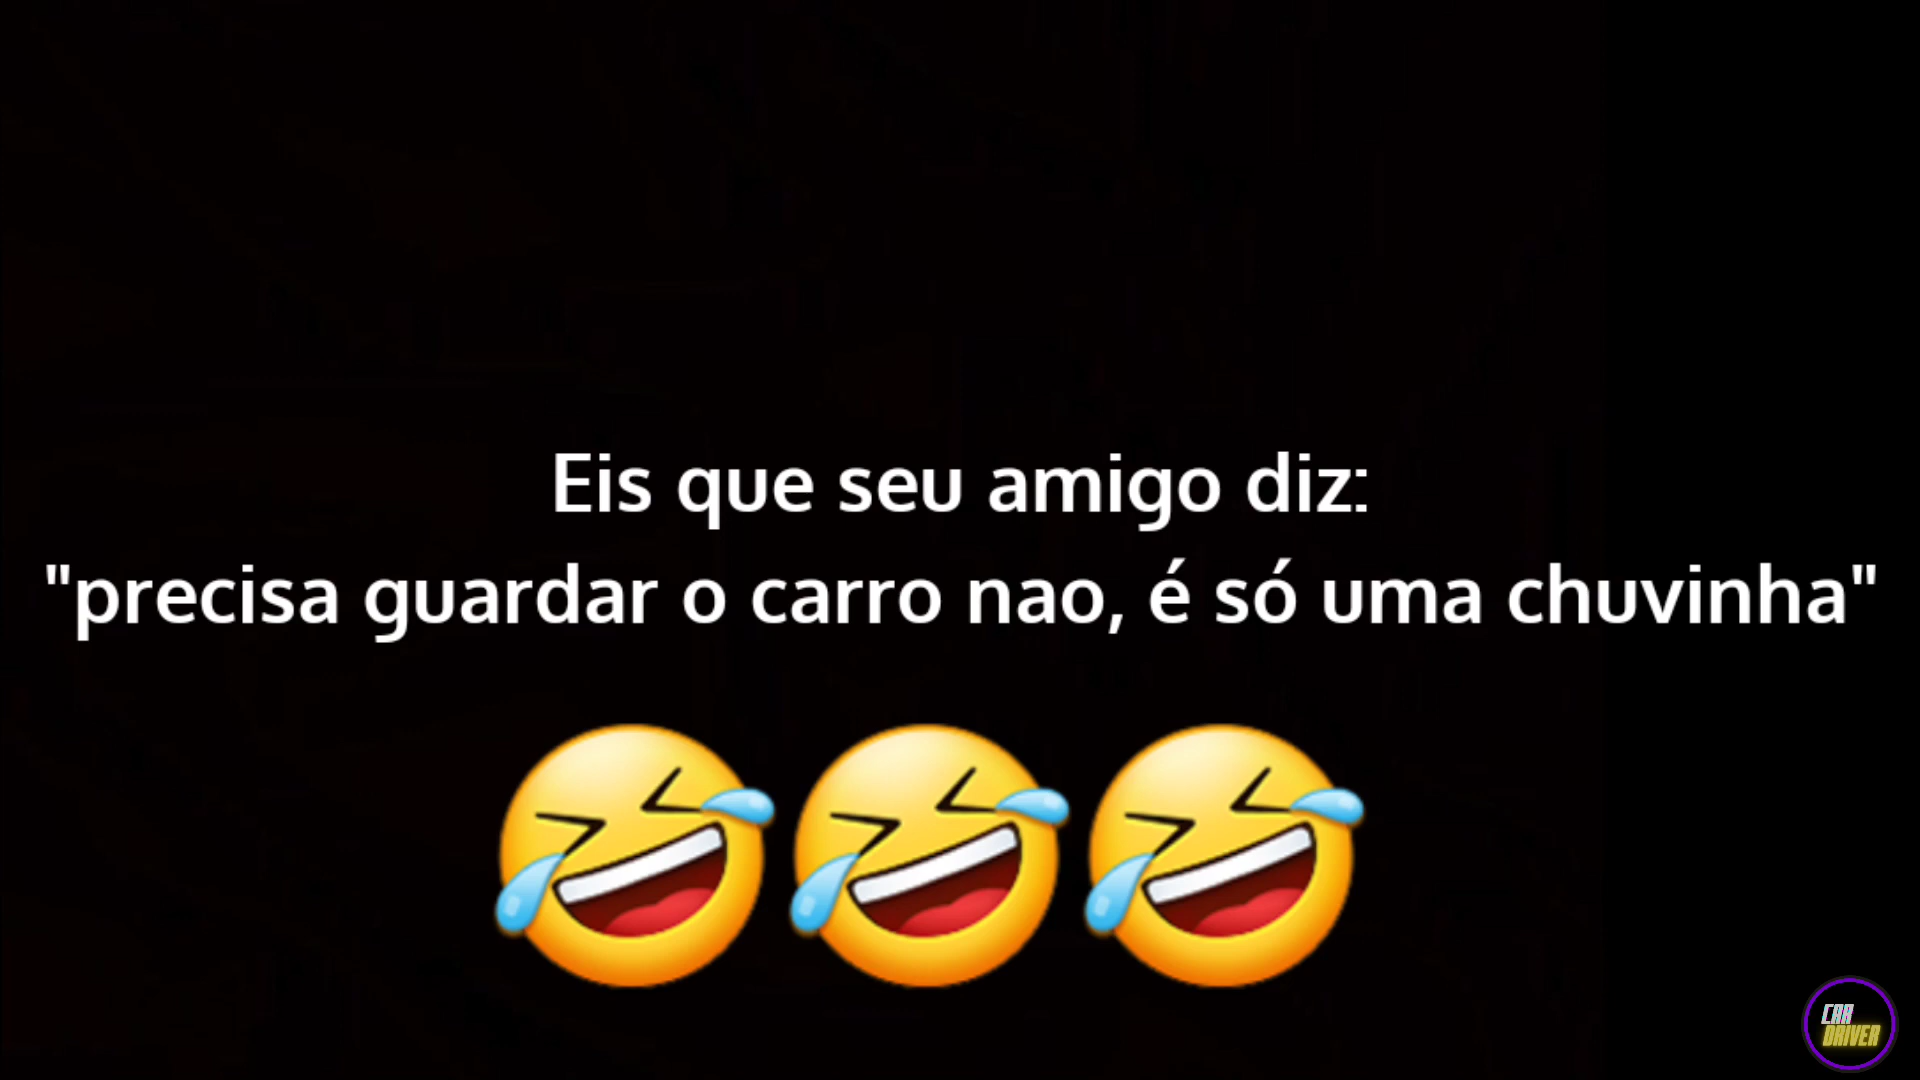 Eis que seu amigo diz:
"precisa guardar o carro nao, é só uma chuvinha"
CAR
DRIVER